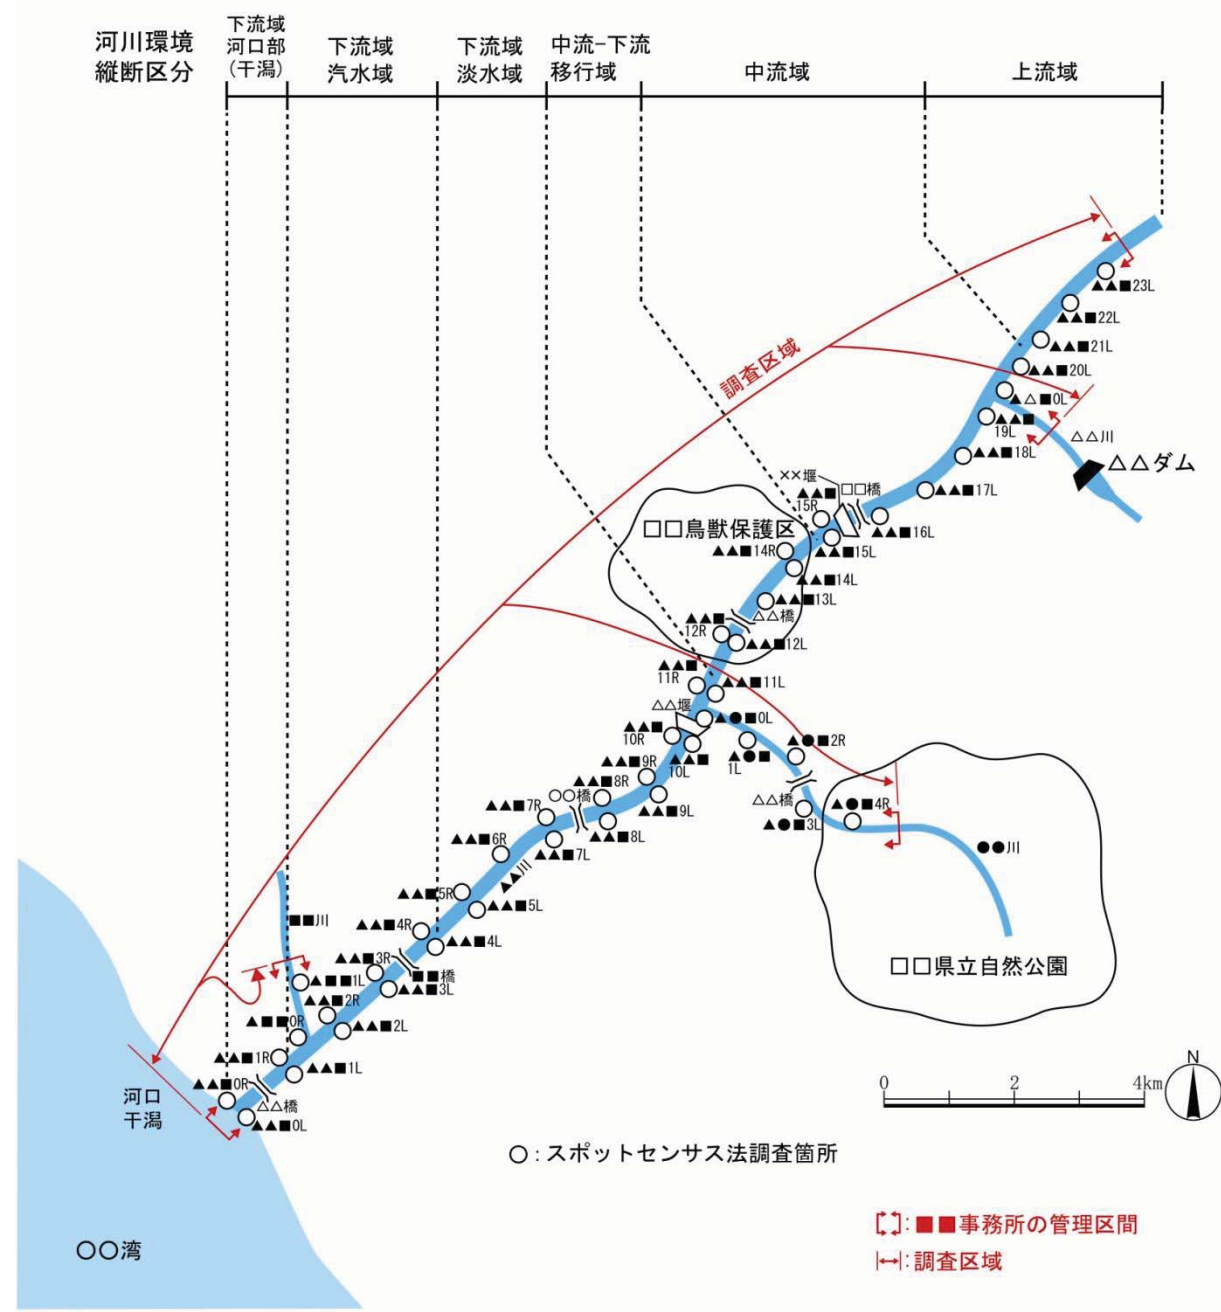 河川環境
縦断区分
下流域
河口部
(干潟)
下流域
汽水域
下流域
淡水域
中流-下流
移行域
中流域
上流域
調査区域
▲▲■23L
▲▲■22L
▲▲■21L
▲▲■20L
▲△■0L
▲▲■
19L
△△川
△△ダム
▲▲■18L
▲▲■17L
××堰
□□橋
▲▲■
15R
▲▲■16L
□□鳥獣保護区
▲▲■14R
▲▲■15L
▲▲■14L
▲▲■13L
△△橋
▲▲■
12R
▲▲■12L
▲▲■
11R
▲▲■11L
△△堰
▲●■0L
▲▲■
10R
▲▲■
10L
▲●■
1L
▲●■2R
▲▲■9R
▲▲■8R
○○橋
▲▲■9L
▲▲■7R
▲▲■8L
△△橋
▲●■3L
▲●■4R
●●川
▲▲■6R
▲▲■7L
▲▲川
▲▲■5R
▲▲■5L
■■川
▲▲■4R
▲▲■4L
▲▲■3R
■■橋
▲▲■3L
□□県立自然公園
▲■■1L
▲▲■2R
▲■■0R
▲▲■2L
▲▲■1R
▲▲■1L
▲▲■0R
△△橋
▲▲■0L
河口
干潟
0 2 4km
N
○:スポットセンサス法調査箇所
:■■事務所の管理区間
:調査区域
○○湾